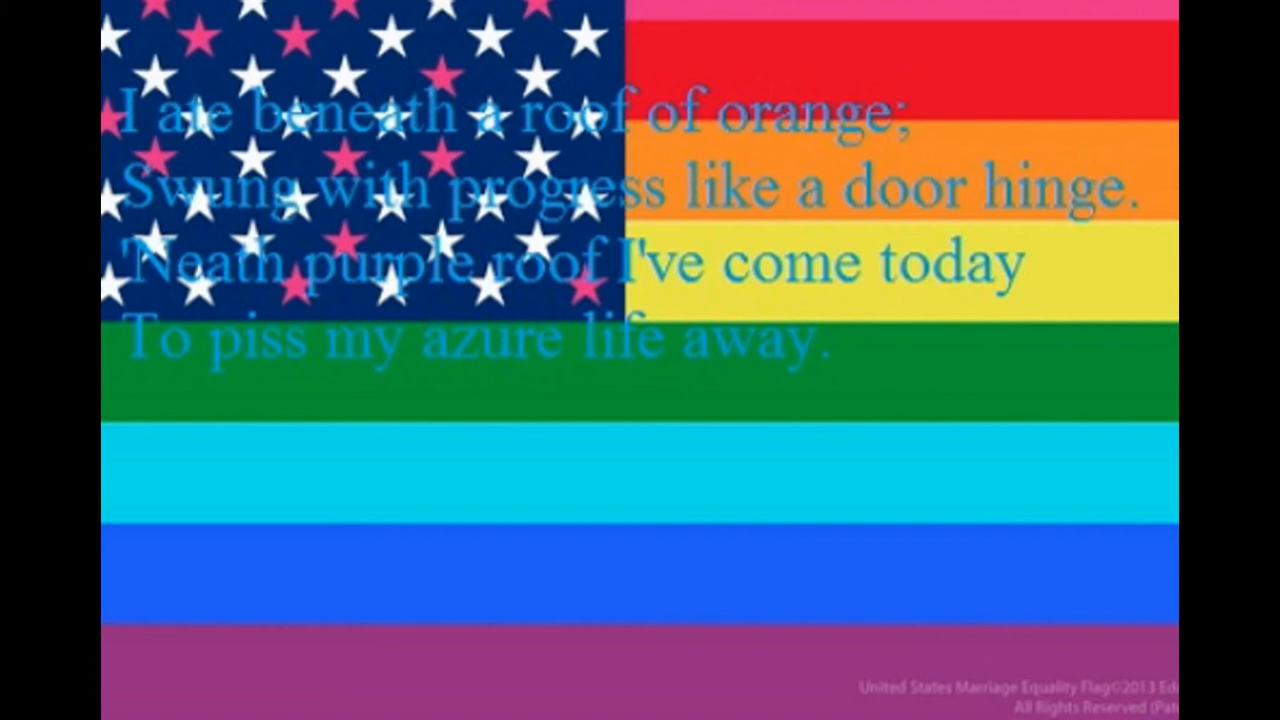 I ate beneath a roof of orange;
Swung with progress like a door hinge.
'Neath purple roof I've come today
To piss my azure life away.
United States Marriage Equality Flag©2013
All Rights Reserved